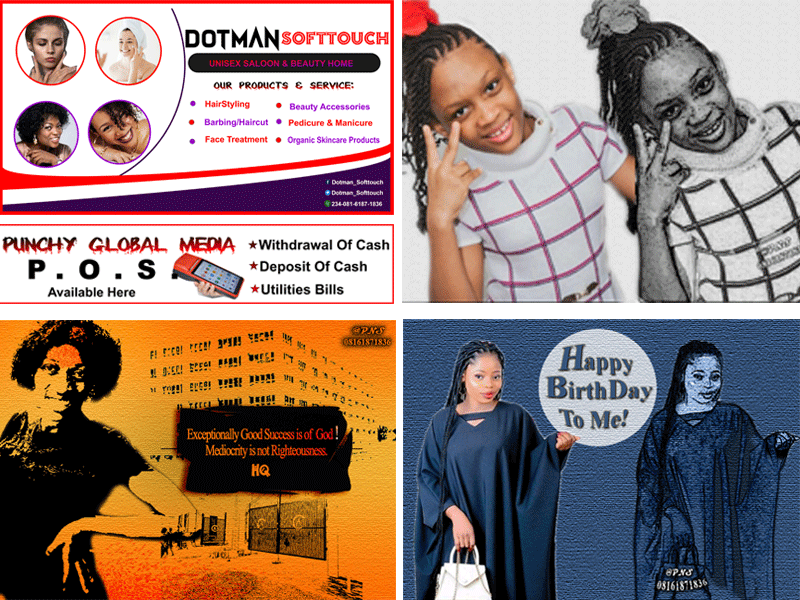 DOTMAN SOFTTOUCH
UNISEX SALOON & BEAUTY HOME
OUR PRODUCTS & SERVICE:
HairStyling
Beauty Accessories
Barbing/Haircut
Pedicure & Manicure
Face Treatment
Organic Skincare Products
Dotman_Softtouch
Dotman_Softtouch
234-081-6187-1836
PUNCHY GLOBAL MEDIA
P.O.S.
Available Here
Withdrawal Of Cash
Deposit Of Cash
Utilities Bills
@P.N.S
08161871836
Exceptionally Good Success is of God!
Mediocrity is not Righteousness.
HQ
Happy
BirthDay
To Me!
@P.N.S
08161871836